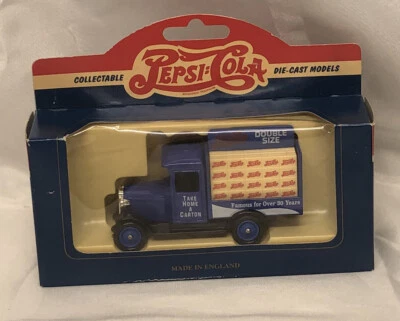 COLLECTABLE PEPSI:COLA DIE-CAST MODELS
DOUBLE
SIZE
TAKE
HOME
A
CARTON
Famous for Over 30 Years
MADE IN ENGLAND